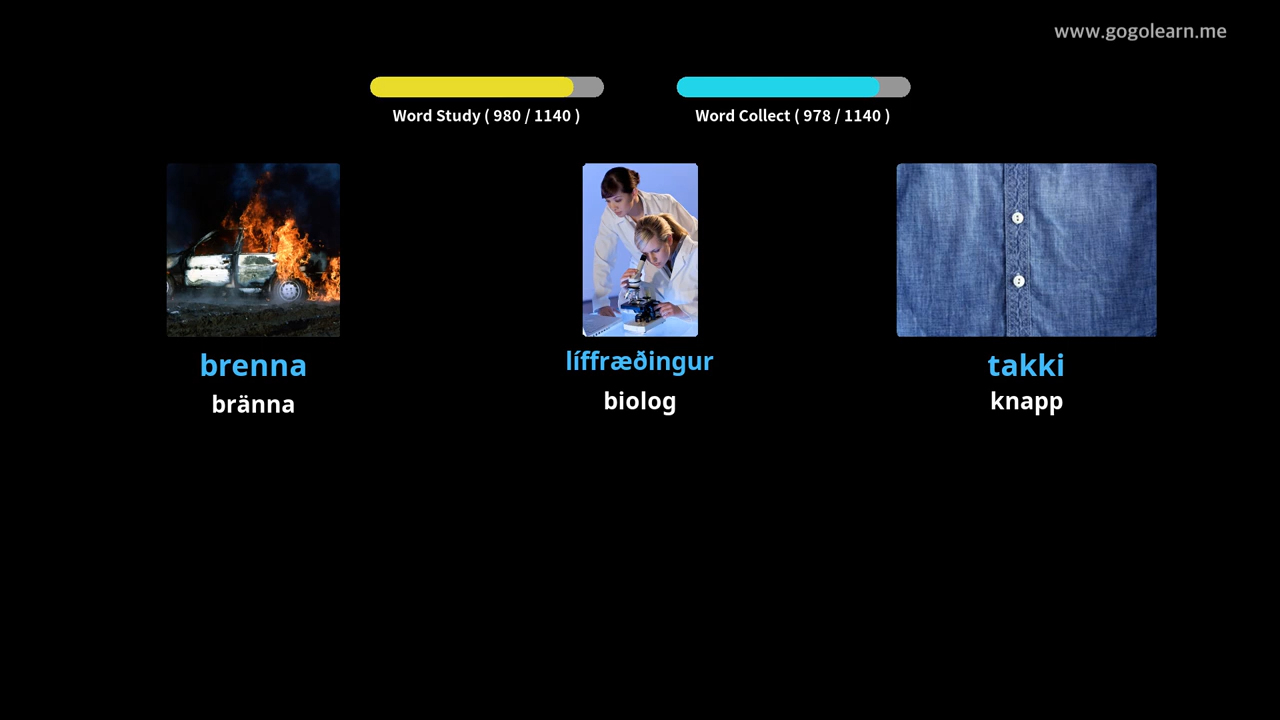 www.gogolearn.me
Word Study ( 980 / 1140 )
Word Collect ( 978 / 1140 )
brenna
bränna
líffræðingur
biolog
takki
knapp